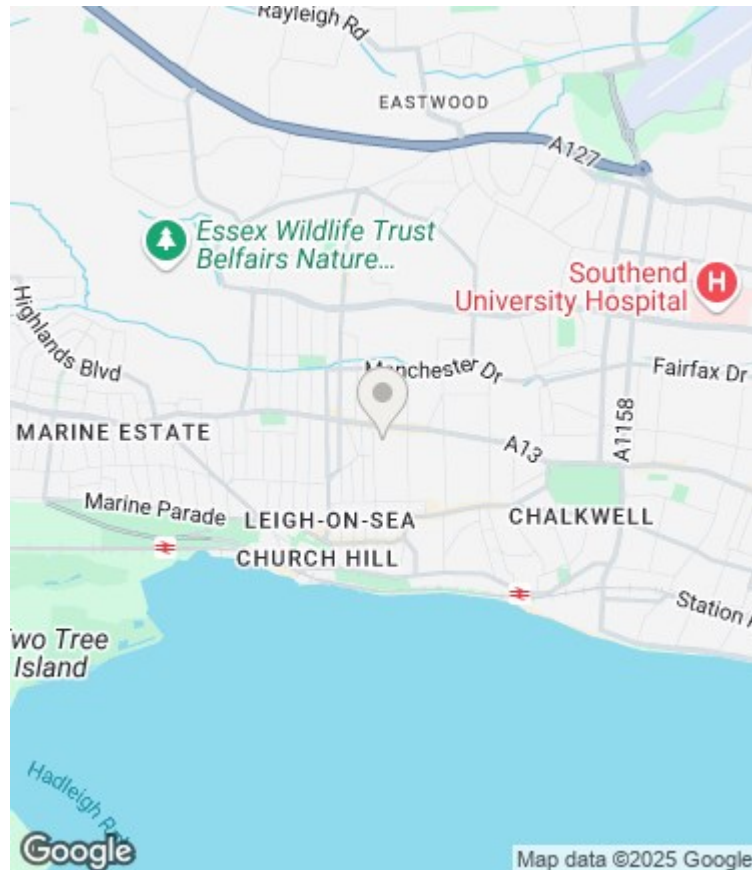 Rayleigh Rd
EASTWOOD
A127
Essex Wildlife Trust
Belfairs Nature...
Southend
University Hospital
H
Highlands Blvd
Manchester Dr
Fairfax Dr
MARINE ESTATE
A13
A1158
Marine Parade
LEIGH-ON-SEA
CHALKWELL
CHURCH HILL
Station
Two Tree
Island
Hadleigh
Google
Map data ©2025 Google